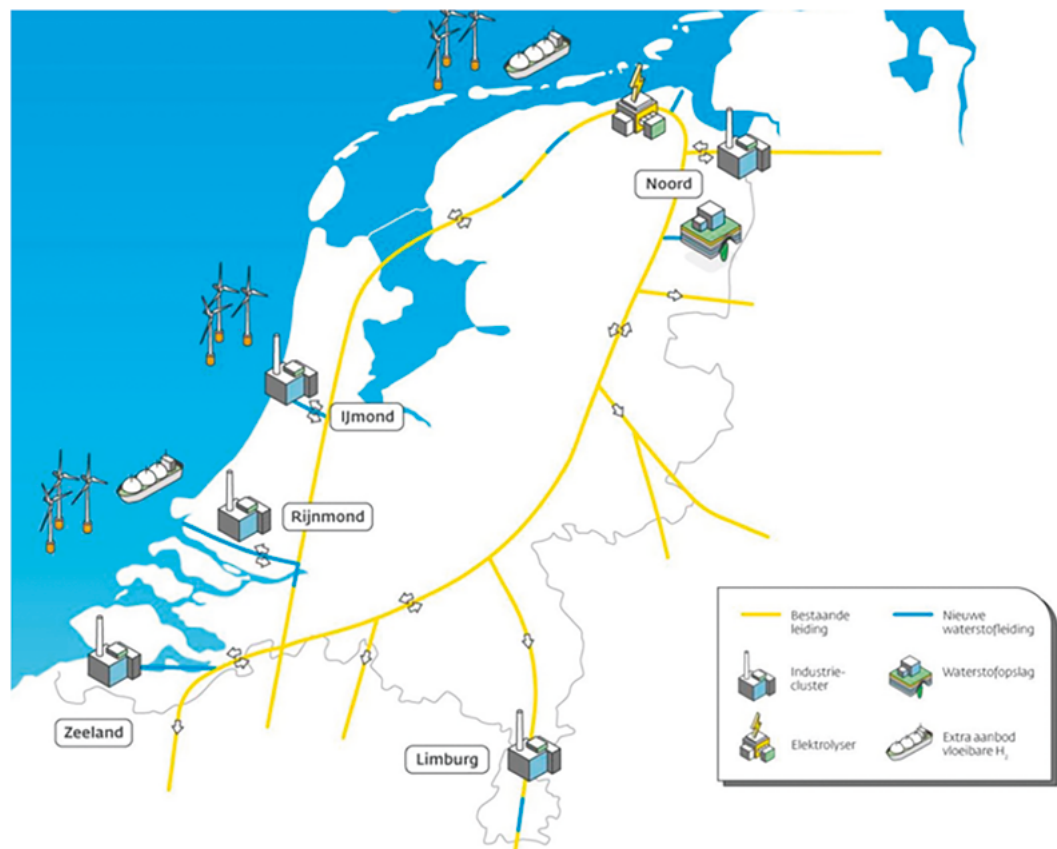 Noord
IJmond
Rijnmond
Zeeland
Limburg
Bestaande
leiding
Nieuwe
waterstofleiding
Industrie-
cluster
Waterstofopslag
Elektrolyser
Extra aanbod
vloeibare H₂